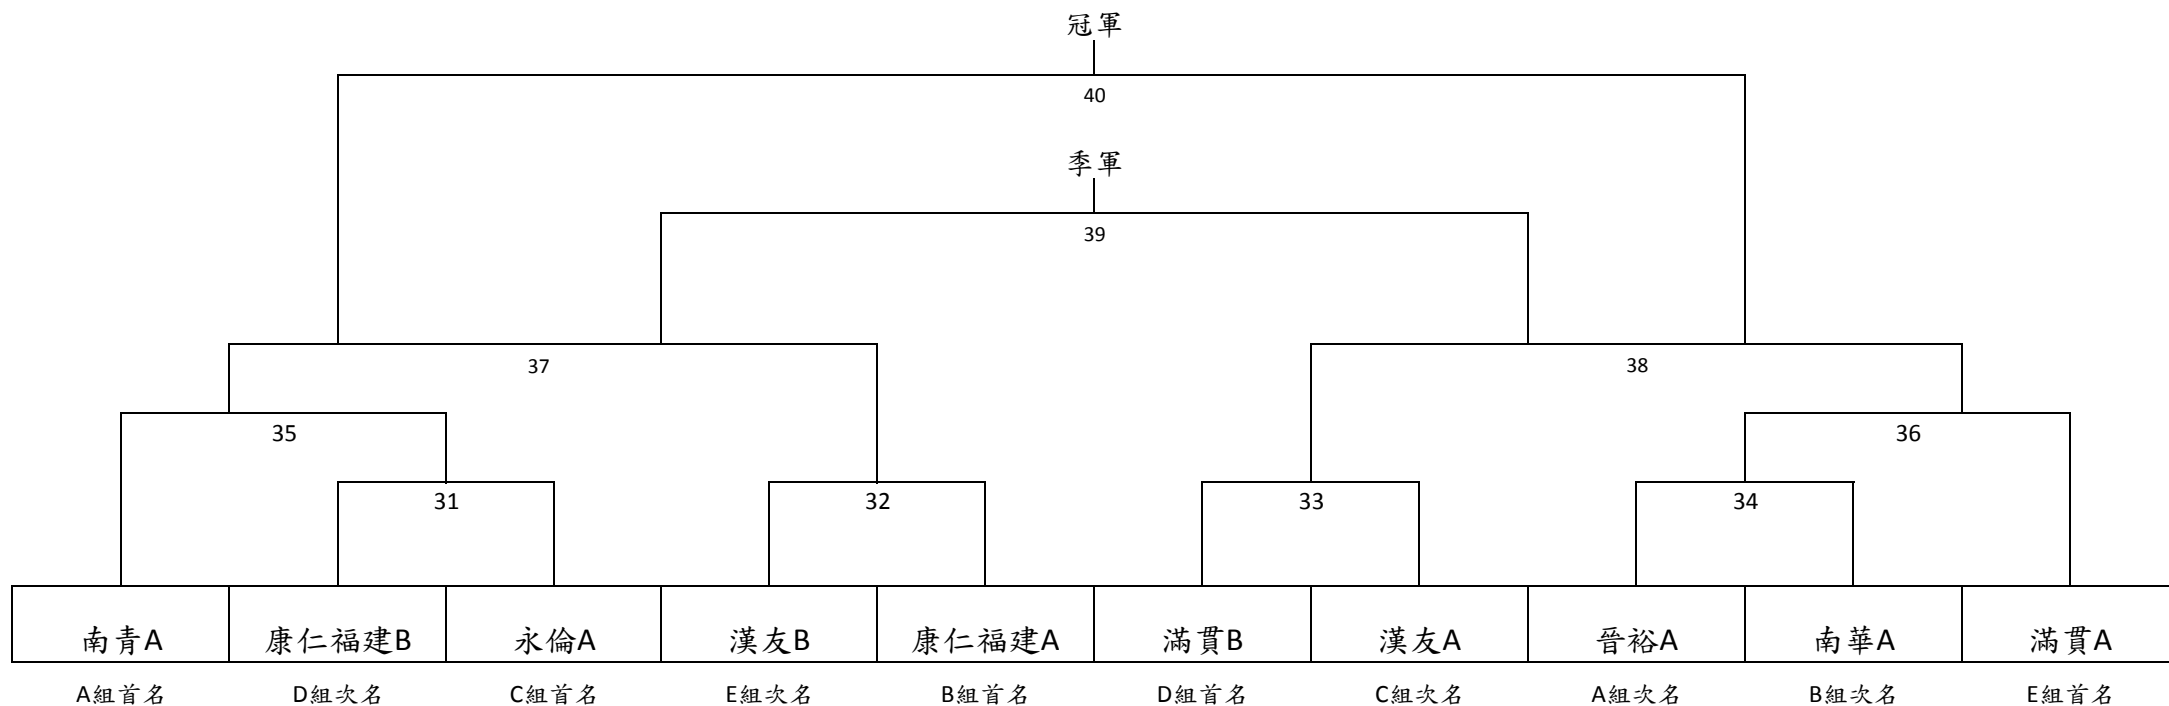 冠軍
40
季軍
39
37 38
35 36
31 32 33 34
南青A 康仁福建B 永倫A 漢友B 康仁福建A 滿貫B 漢友A 晉裕A 南華A 滿貫A
A組首名 D組次名 C組首名 E組次名 B組首名 D組首名 C組次名 A組次名 B組次名 E組首名